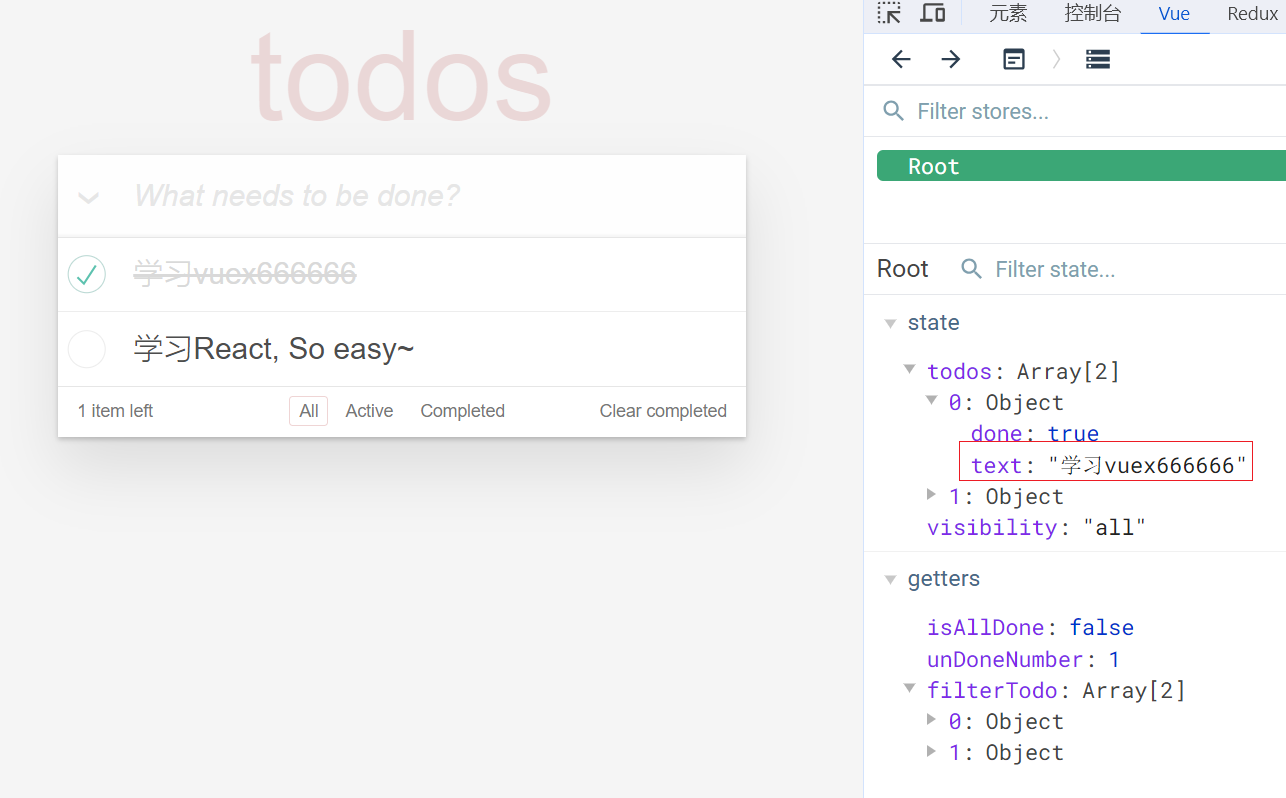 todos
What needs to be done?
学习vuex666666
学习React, So easy~
1 item left
All
Active
Completed
Clear completed
元素
控制台
Vue
Redux
Filter stores...
Root
Root
Filter state...
state
todos: Array[2]
0: Object
done: true
text: "学习vuex666666"
1: Object
visibility: "all"
getters
isAllDone: false
unDoneNumber: 1
filterTodo: Array[2]
0: Object
1: Object